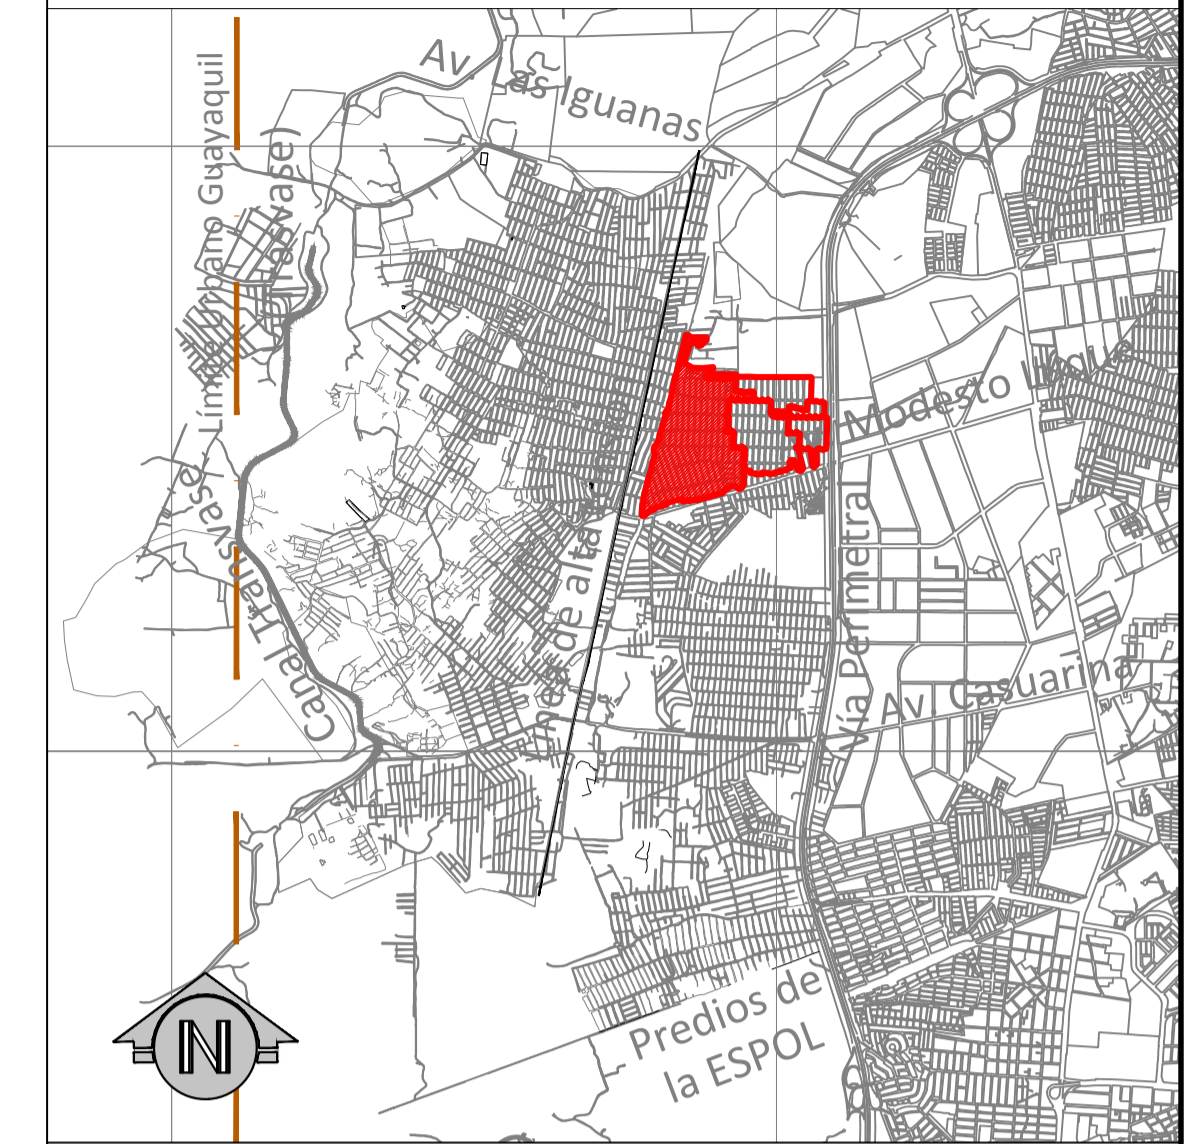 Av
as Iguanas
Límite Urbano Guayaquil
(Trasvase)
Modesto Luque
Línea de alta
Canal Trasvase
Vía Perimetral
Av. Casuarina
Predios de
la ESPOL
N